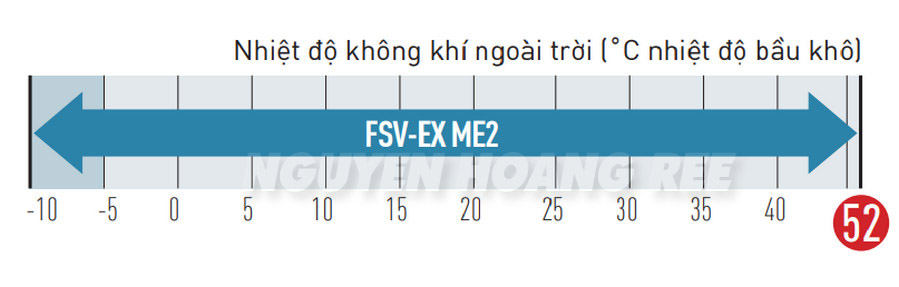 Nhiệt độ không khí ngoài trời (°C nhiệt độ bầu khô)
FSV-EX ME2
NGUYEN HOANG REE
-10 -5 0 5 10 15 20 25 30 35 40 52